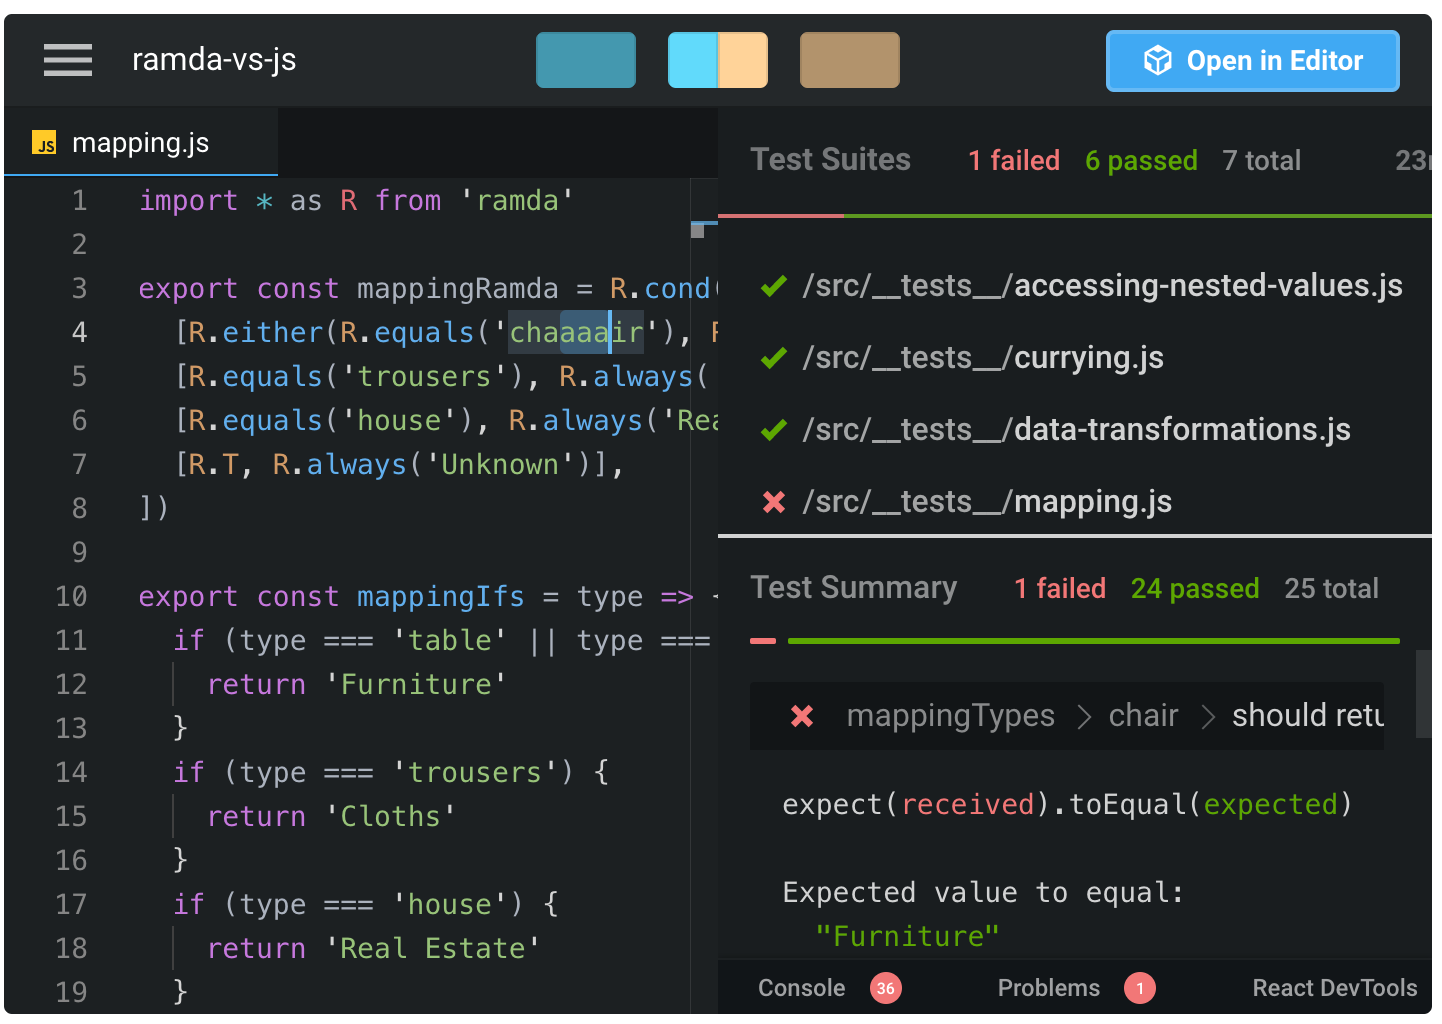 ramda-vs-js
Open in Editor
JS mapping.js
1 import * as R from 'ramda'
2
3 export const mappingRamda = R.cond(
4 [R.either(R.equals('chaaaair'), R
5 [R.equals('trousers'), R.always(
6 [R.equals('house'), R.always('Rea
7 [R.T, R.always('Unknown')],
8 ])
9
10 export const mappingIfs = type => {
11 if (type === 'table' || type ===
12 return 'Furniture'
13 }
14 if (type === 'trousers') {
15 return 'Cloths'
16 }
17 if (type === 'house') {
18 return 'Real Estate'
19 }
Test Suites 1 failed 6 passed 7 total 23
/src/__tests__/accessing-nested-values.js
/src/__tests__/currying.js
/src/__tests__/data-transformations.js
/src/__tests__/mapping.js
Test Summary 1 failed 24 passed 25 total
mappingTypes > chair > should retu
expect(received).toEqual(expected)
Expected value to equal:
"Furniture"
Console 36 Problems 1 React DevTools